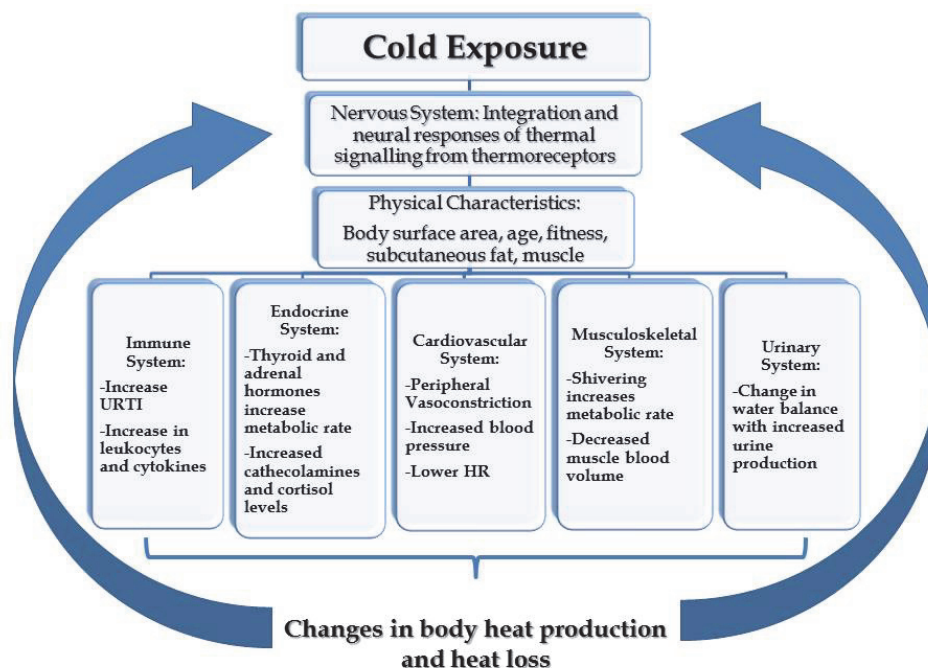 Cold Exposure
Nervous System: Integration and
neural responses of thermal
signalling from thermoreceptors
Physical Characteristics:
Body surface area, age, fitness,
subcutaneous fat, muscle
Immune
System:
-Increase
URTI
-Increase in
leukocytes
and cytokines
Endocrine
System:
-Thyroid and
adrenal
hormones
increase
metabolic rate
-Increased
cathecolamines
and cortisol
levels
Cardiovascular
System:
-Peripheral
Vasoconstriction
-Increased blood
pressure
-Lower HR
Musculoskeletal
System:
-Shivering
increases
metabolic rate
-Decreased
muscle blood
volume
Urinary
System:
-Change in
water balance
with increased
urine
production
Changes in body heat production
and heat loss